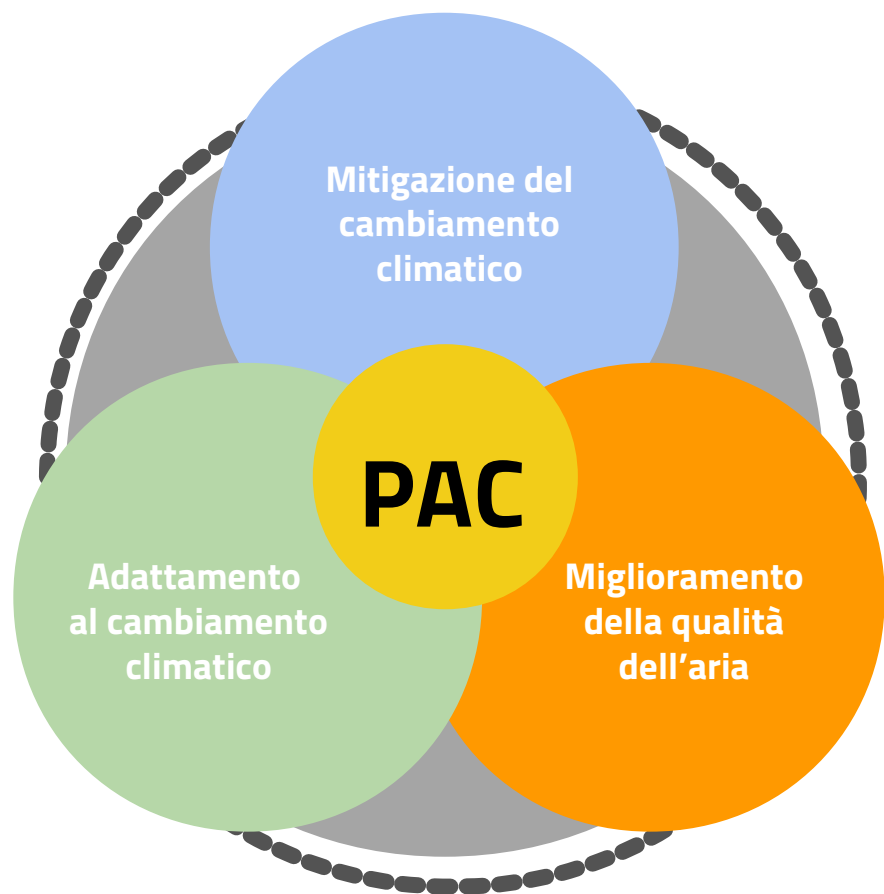 Mitigazione del
cambiamento
climatico
PAC
Adattamento
al cambiamento
climatico
Miglioramento
della qualità
dell’aria